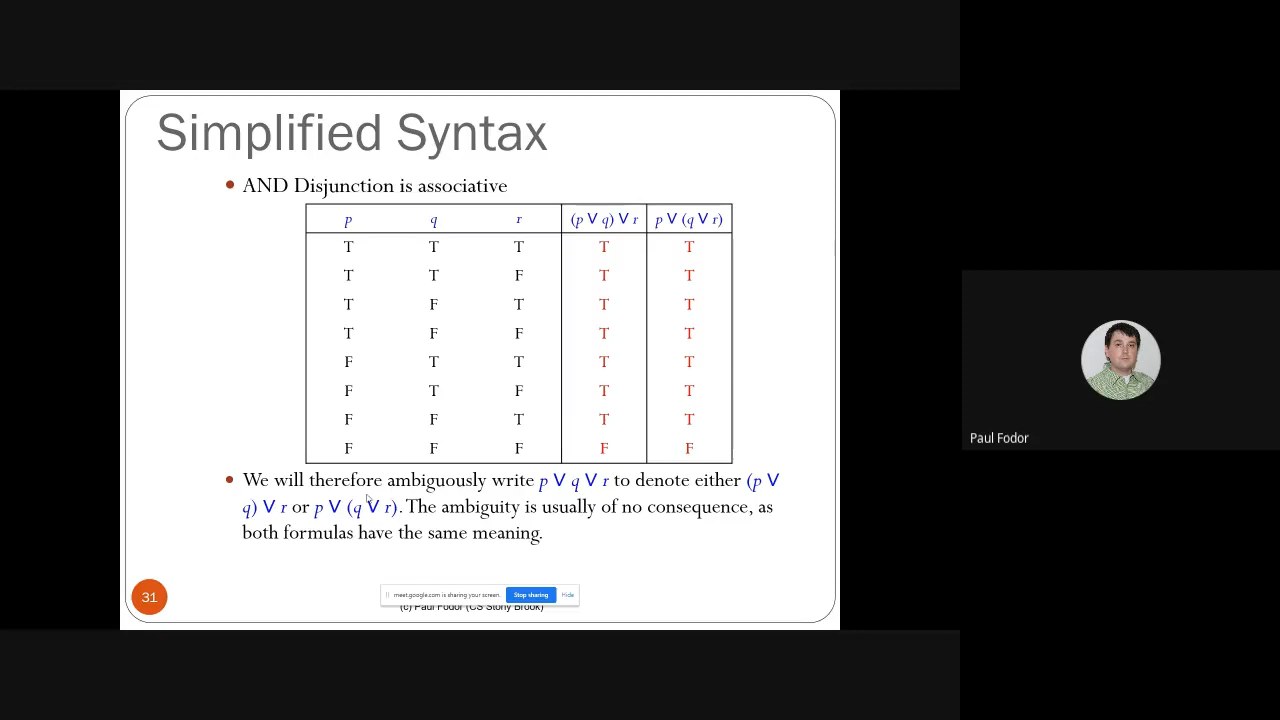 Simplified Syntax
• AND Disjunction is associative
p q r (p ∨ q) ∨ r p ∨ (q ∨ r)
T T T T T
T T F T T
T F T T T
T F F T T
F T T T T
F T F T T
F F T T T
F F F F F
• We will therefore ambiguously write p ∨ q ∨ r to denote either (p ∨
q) ∨ r or p ∨ (q ∨ r). The ambiguity is usually of no consequence, as
both formulas have the same meaning.
31
meet.google.com is sharing your screen. Stop sharing Hide
(c) Paul Fodor (CS Stony Brook)
Paul Fodor